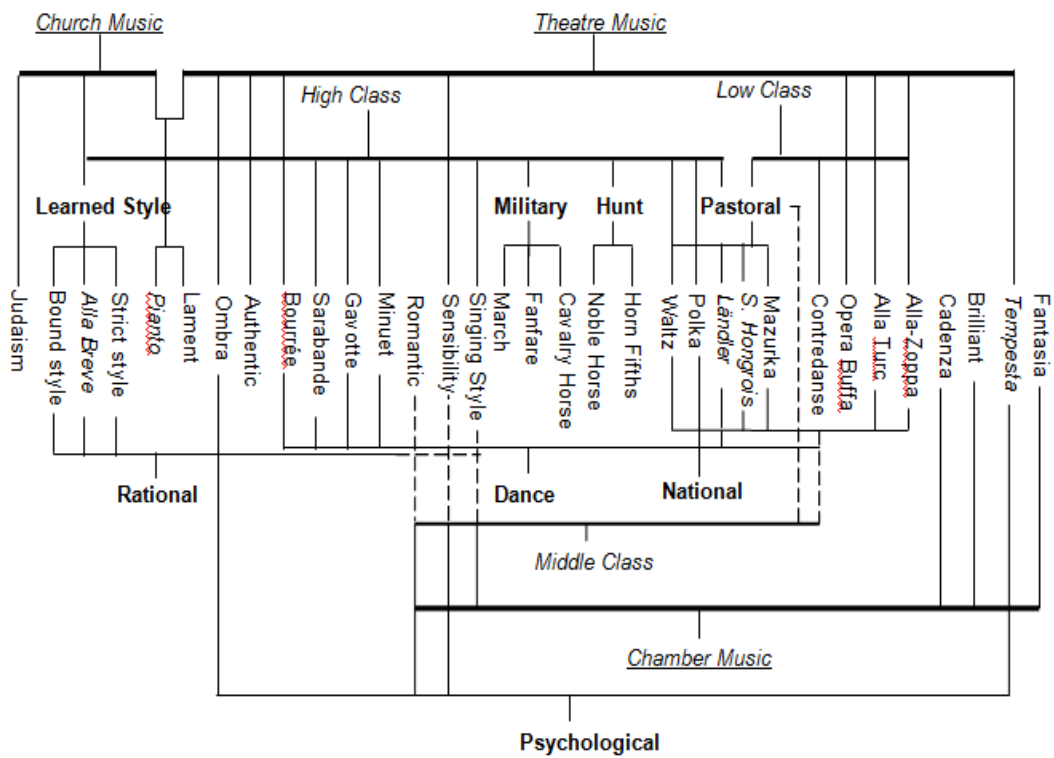 Church Music
Theatre Music
High Class
Low Class
Learned Style
Military
Hunt
Pastoral
Judaism
Bound style
Alla Breve
Strict style
Pianto
Lament
Ombra
Authentic
Bourrée
Sarabande
Gavotte
Minuet
Romantic
Sensibility
Singing Style
March
Fanfare
Cavalry Horse
Noble Horse
Horn Fifths
Waltz
Polka
Ländler
S. Hongrois
Mazurka
Contredanse
Opera Buffa
Alla Turc
Alla-Zoppa
Cadenza
Brilliant
Tempesta
Fantasia
Rational
Dance
National
Middle Class
Chamber Music
Psychological